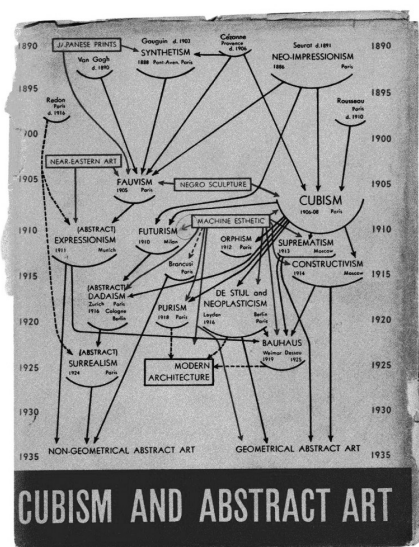 1890
JAPANESE PRINTS
Van Gogh
d. 1890
Gauguin d. 1903
SYNTHETISM
1888 Pont-Aven, Paris
Cézanne
Provence
d. 1906
Seurat d. 1891
NEO-IMPRESSIONISM
1886 Paris
1890
1895
Redon
Paris
d. 1916
Rousseau
Paris
d. 1910
1895
1900
1900
NEAR-EASTERN ART
1905
FAUVISM
1905 Paris
NEGRO SCULPTURE
CUBISM
1906-08 Paris
1905
1910
(ABSTRACT)
EXPRESSIONISM
1911 Munich
FUTURISM
1910 Milan
MACHINE ESTHETIC
ORPHISM
1912 Paris
SUPREMATISM
1913 Moscow
1910
Brancusi
Paris
CONSTRUCTIVISM
1914 Moscow
1915
(ABSTRACT)
DADAISM
Zurich Paris
1916 Cologne
Berlin
PURISM
1918 Paris
DE STIJL and
NEOPLASTICISM
Leyden Berlin
1916 Paris
1915
1920
BAUHAUS
Weimar Dessau
1919 1925
1920
1925
(ABSTRACT)
SURREALISM
1924 Paris
MODERN
ARCHITECTURE
1925
1930
1930
1935
NON-GEOMETRICAL ABSTRACT ART
GEOMETRICAL ABSTRACT ART
1935
CUBISM AND ABSTRACT ART